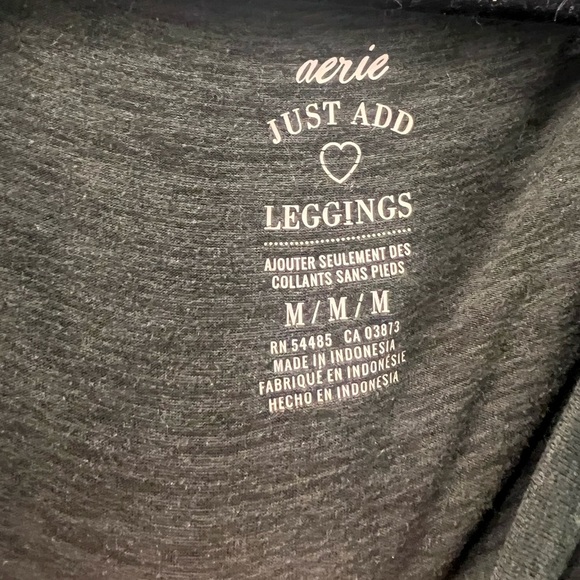 aerie
JUST ADD
LEGGINGS
AJOUTER SEULEMENT DES
COLLANTS SANS PIEDS
M/M/M
RN 54485 CA 03873
MADE IN INDONESIA
FABRIQUÉ EN INDONÉSIE
HECHO EN INDONESIA